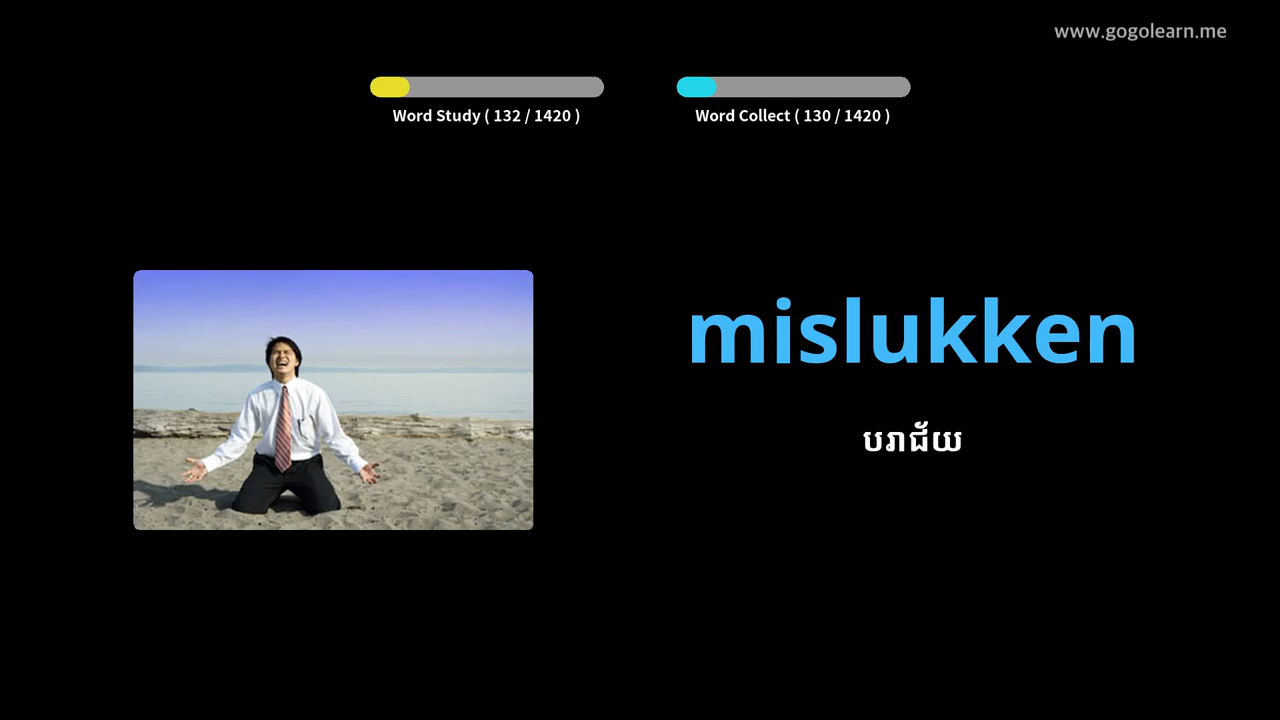 www.gogolearn.me
Word Study ( 132 / 1420 )
Word Collect ( 130 / 1420 )
mislukken
បរាជ័យ